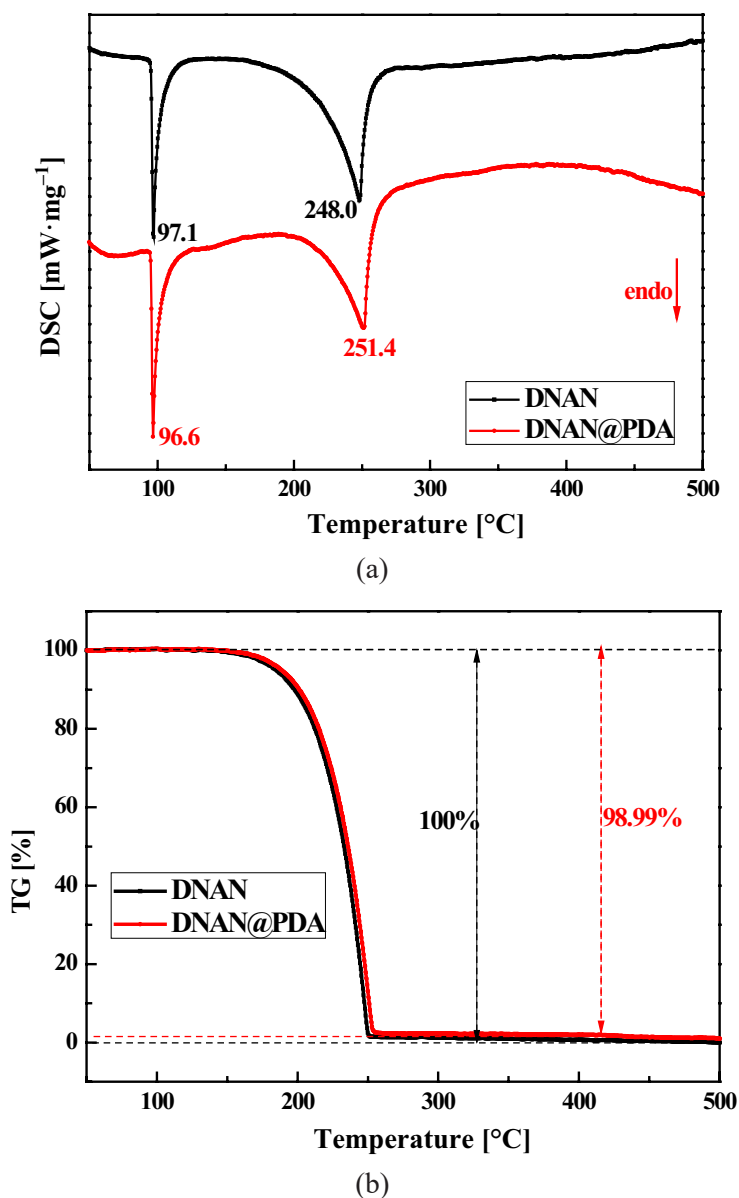 DSC [mW·mg⁻¹]
97.1
248.0
endo
251.4
96.6
DNAN
DNAN@PDA
100
200
300
400
500
Temperature [°C]
(a)
TG [%]
100
80
60
40
20
0
100%
98.99%
DNAN
DNAN@PDA
100
200
300
400
500
Temperature [°C]
(b)